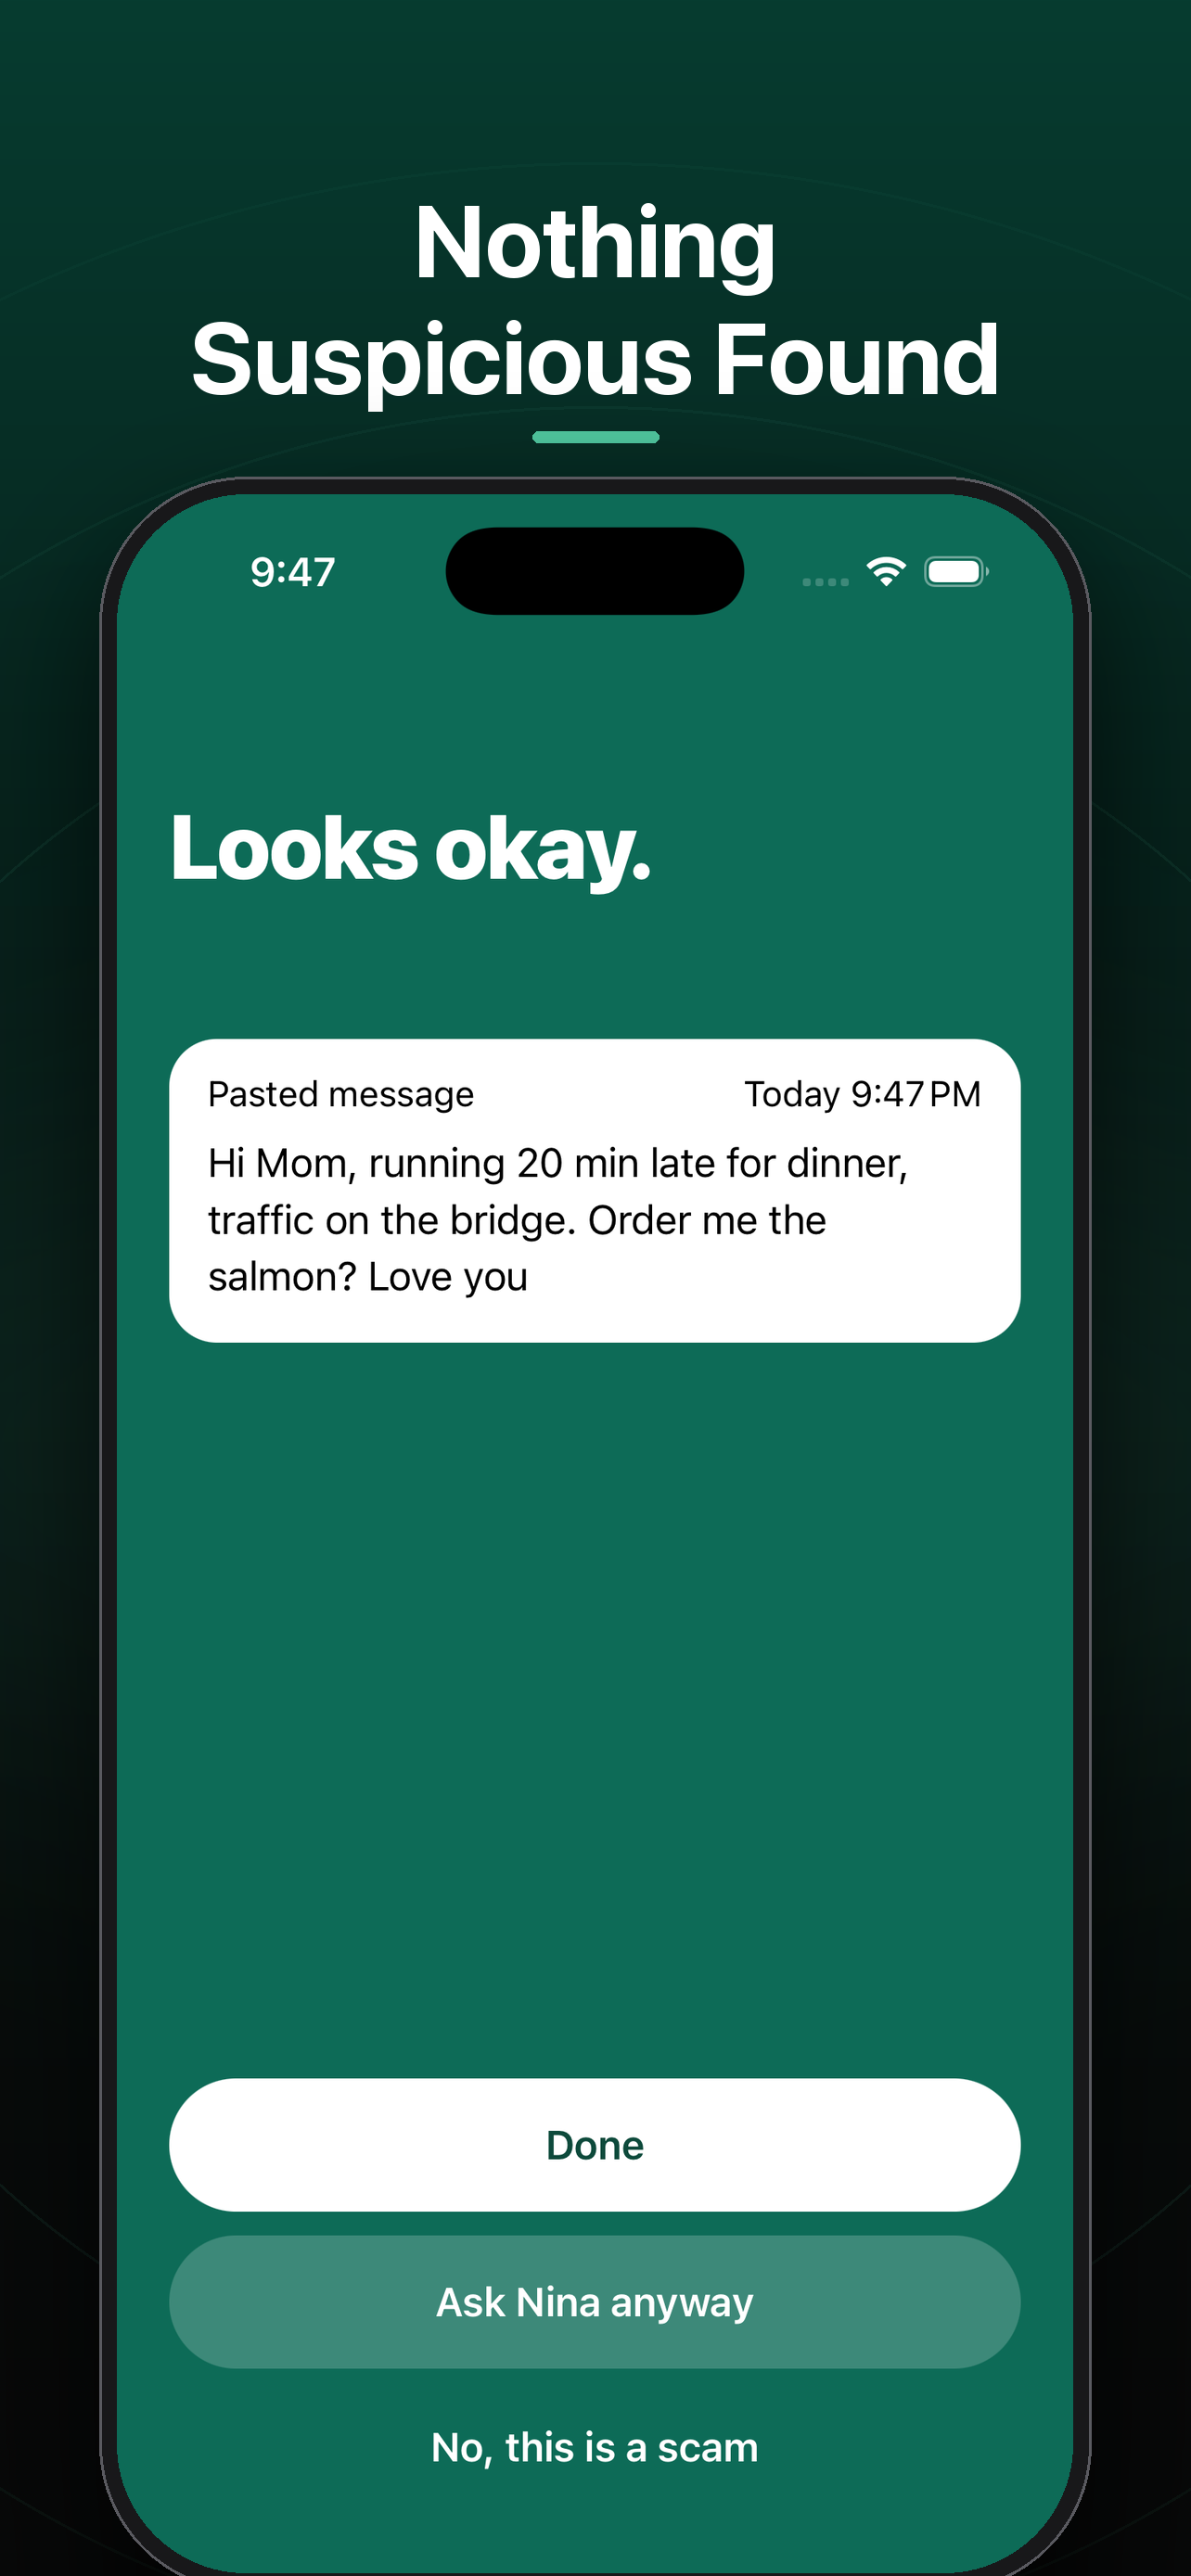 Nothing
Suspicious Found
9:47
Looks okay.
Pasted message Today 9:47 PM
Hi Mom, running 20 min late for dinner,
traffic on the bridge. Order me the
salmon? Love you
Done
Ask Nina anyway
No, this is a scam